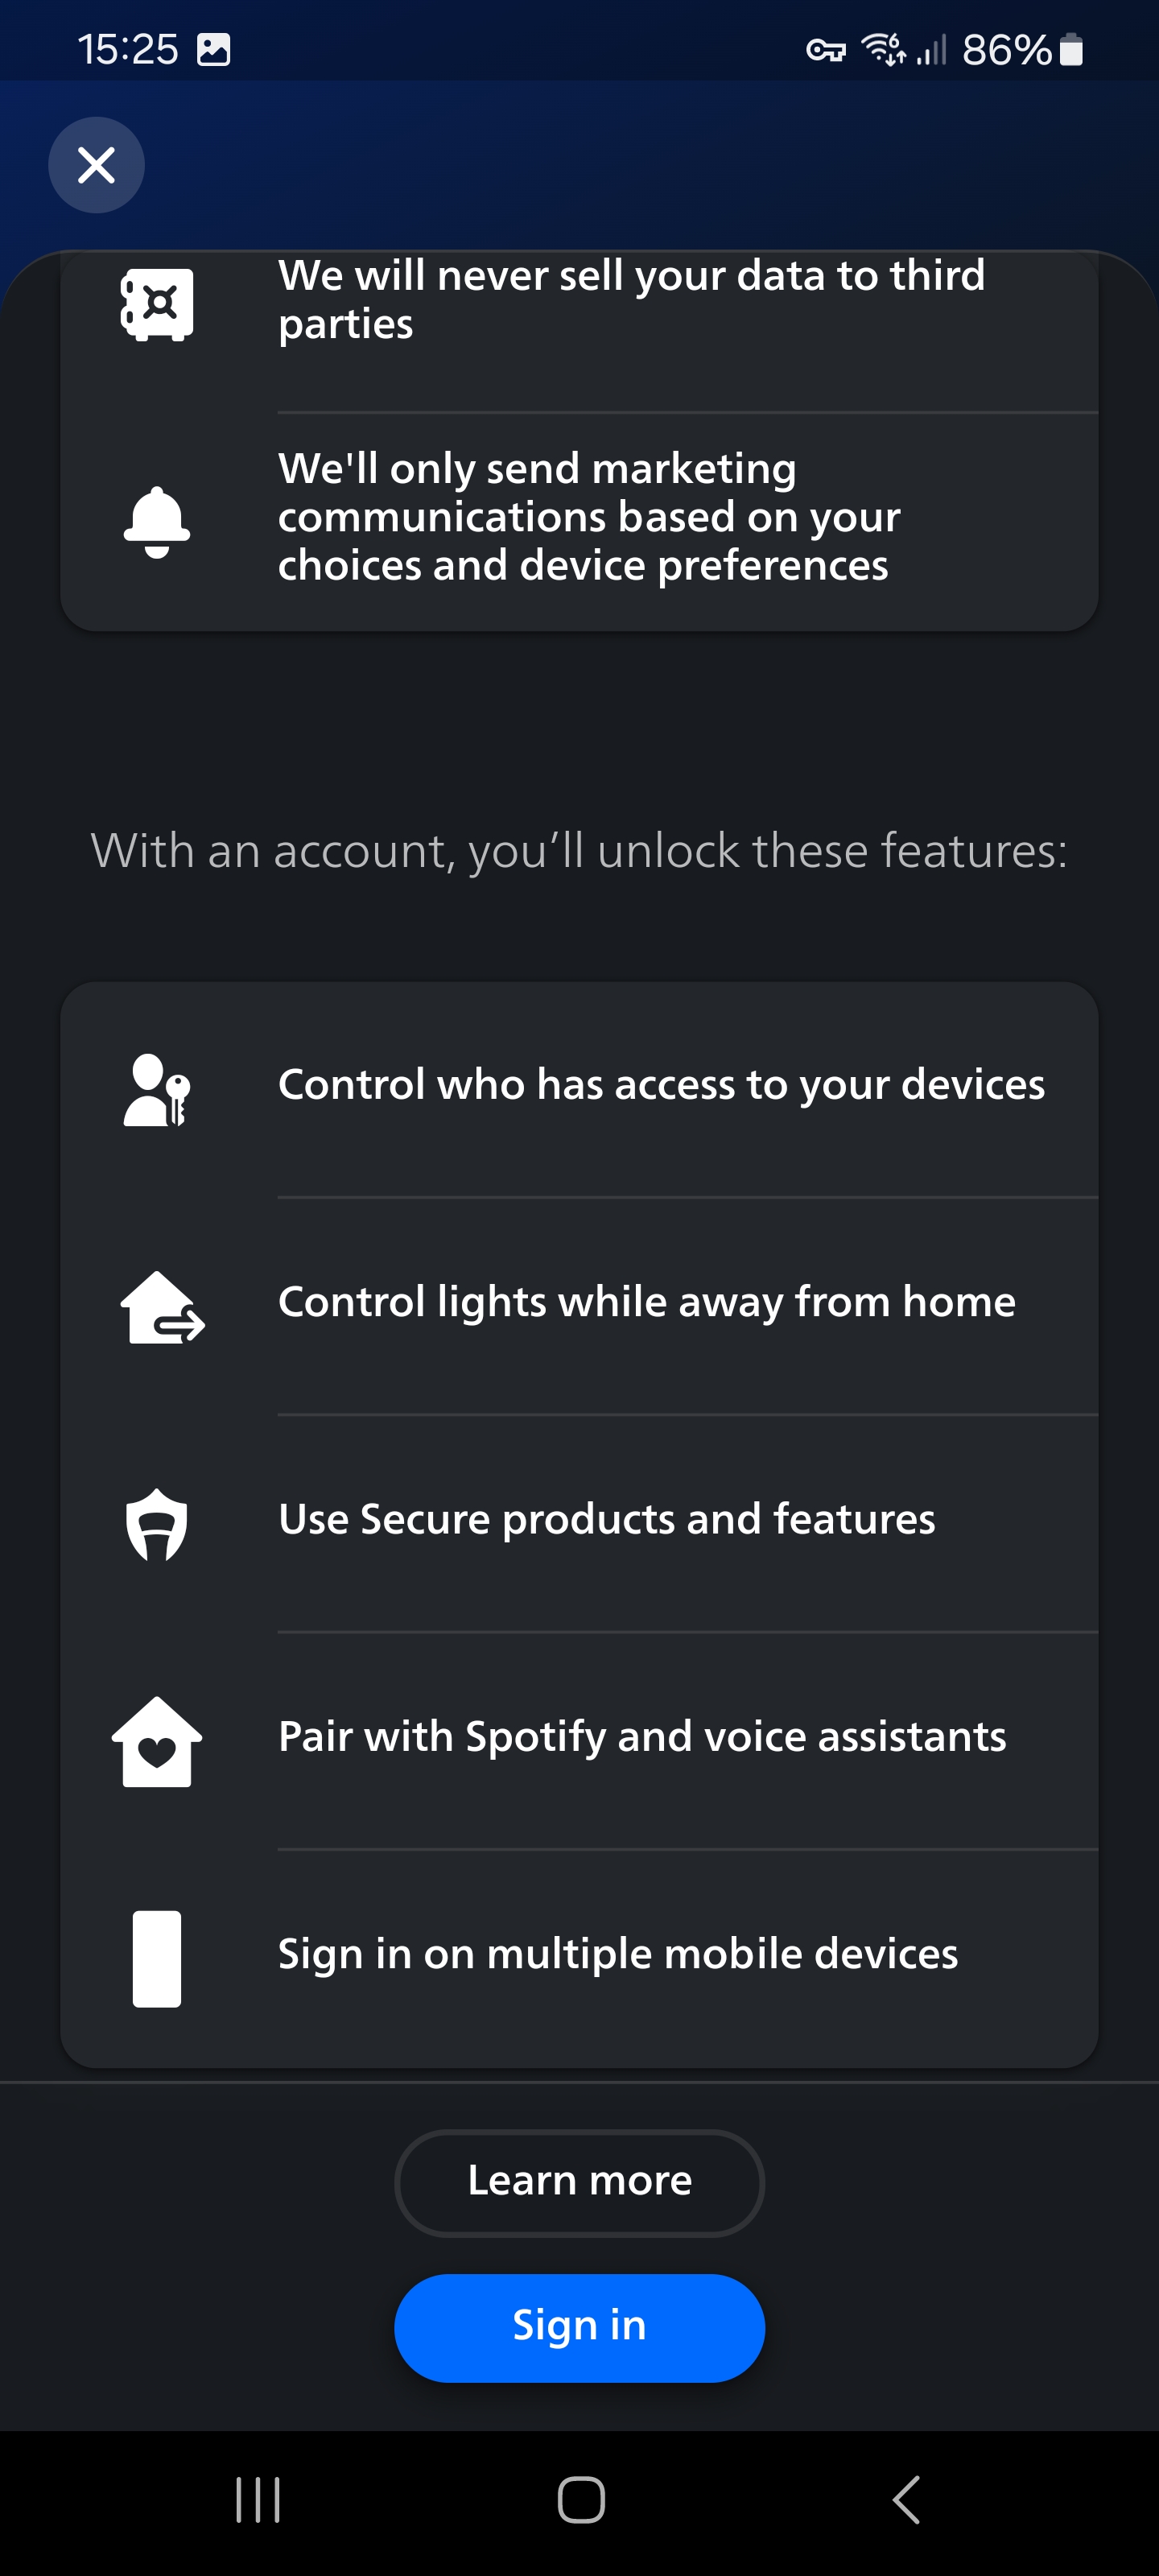 15:25
6
86%
We will never sell your data to third
parties
We'll only send marketing
communications based on your
choices and device preferences
With an account, you’ll unlock these features:
Control who has access to your devices
Control lights while away from home
Use Secure products and features
Pair with Spotify and voice assistants
Sign in on multiple mobile devices
Learn more
Sign in